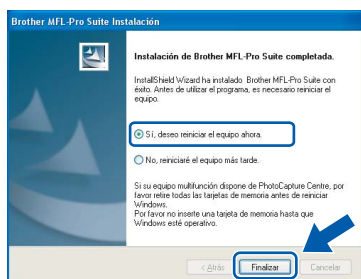 Brother MFL-Pro Suite Instalación
Instalación de Brother MFL-Pro Suite completada.
InstallShield Wizard ha instalado Brother MFL-Pro Suite con
éxito. Antes de utilizar el programa, es necesario reiniciar el
equipo.
Sí, deseo reiniciar el equipo ahora.
No, reiniciaré el equipo más tarde.
Si su equipo multifunción dispone de PhotoCapture Centre, por
favor retire todas las tarjetas de memoria antes de reiniciar
Windows.
Por favor no inserte una tarjeta de memoria hasta que
Windows esté operativo.
< Atrás Finalizar Cancelar